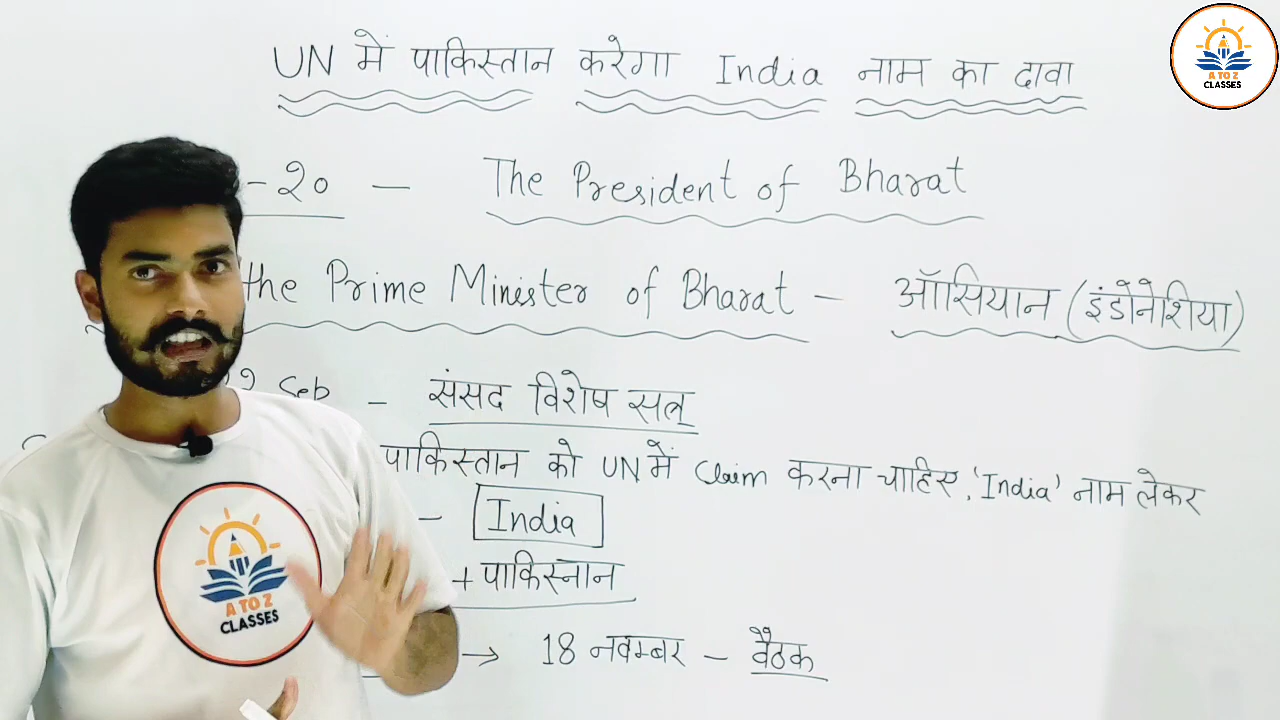 UN में पाकिस्तान करेगा India नाम का दावा
A TO Z
CLASSES
-20 — The President of Bharat
the Prime Minister of Bharat — ऑसियान (इंडोनेशिया)
Sep — संसद विशेष सत्र
पाकिस्तान को UN में Claim करना चाहिए, 'India' नाम लेकर
— India
+ पाकिस्तान
→ 18 नवम्बर — बैठक
A TO Z
CLASSES